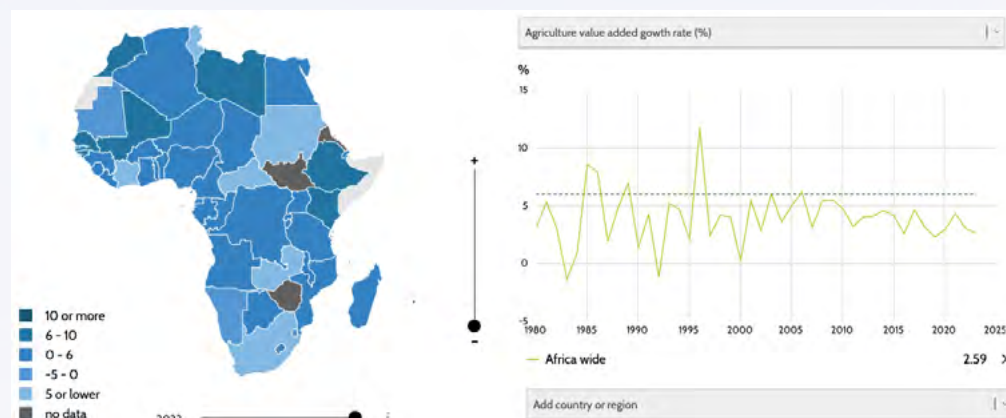 10 or more
6 - 10
0 - 6
-5 - 0
5 or lower
no data
+
-
Agriculture value added gowth rate (%)
%
15
10
5
0
-5
1980
1985
1990
1995
2000
2005
2010
2015
2020
2025
Africa wide
2.59
Add country or region